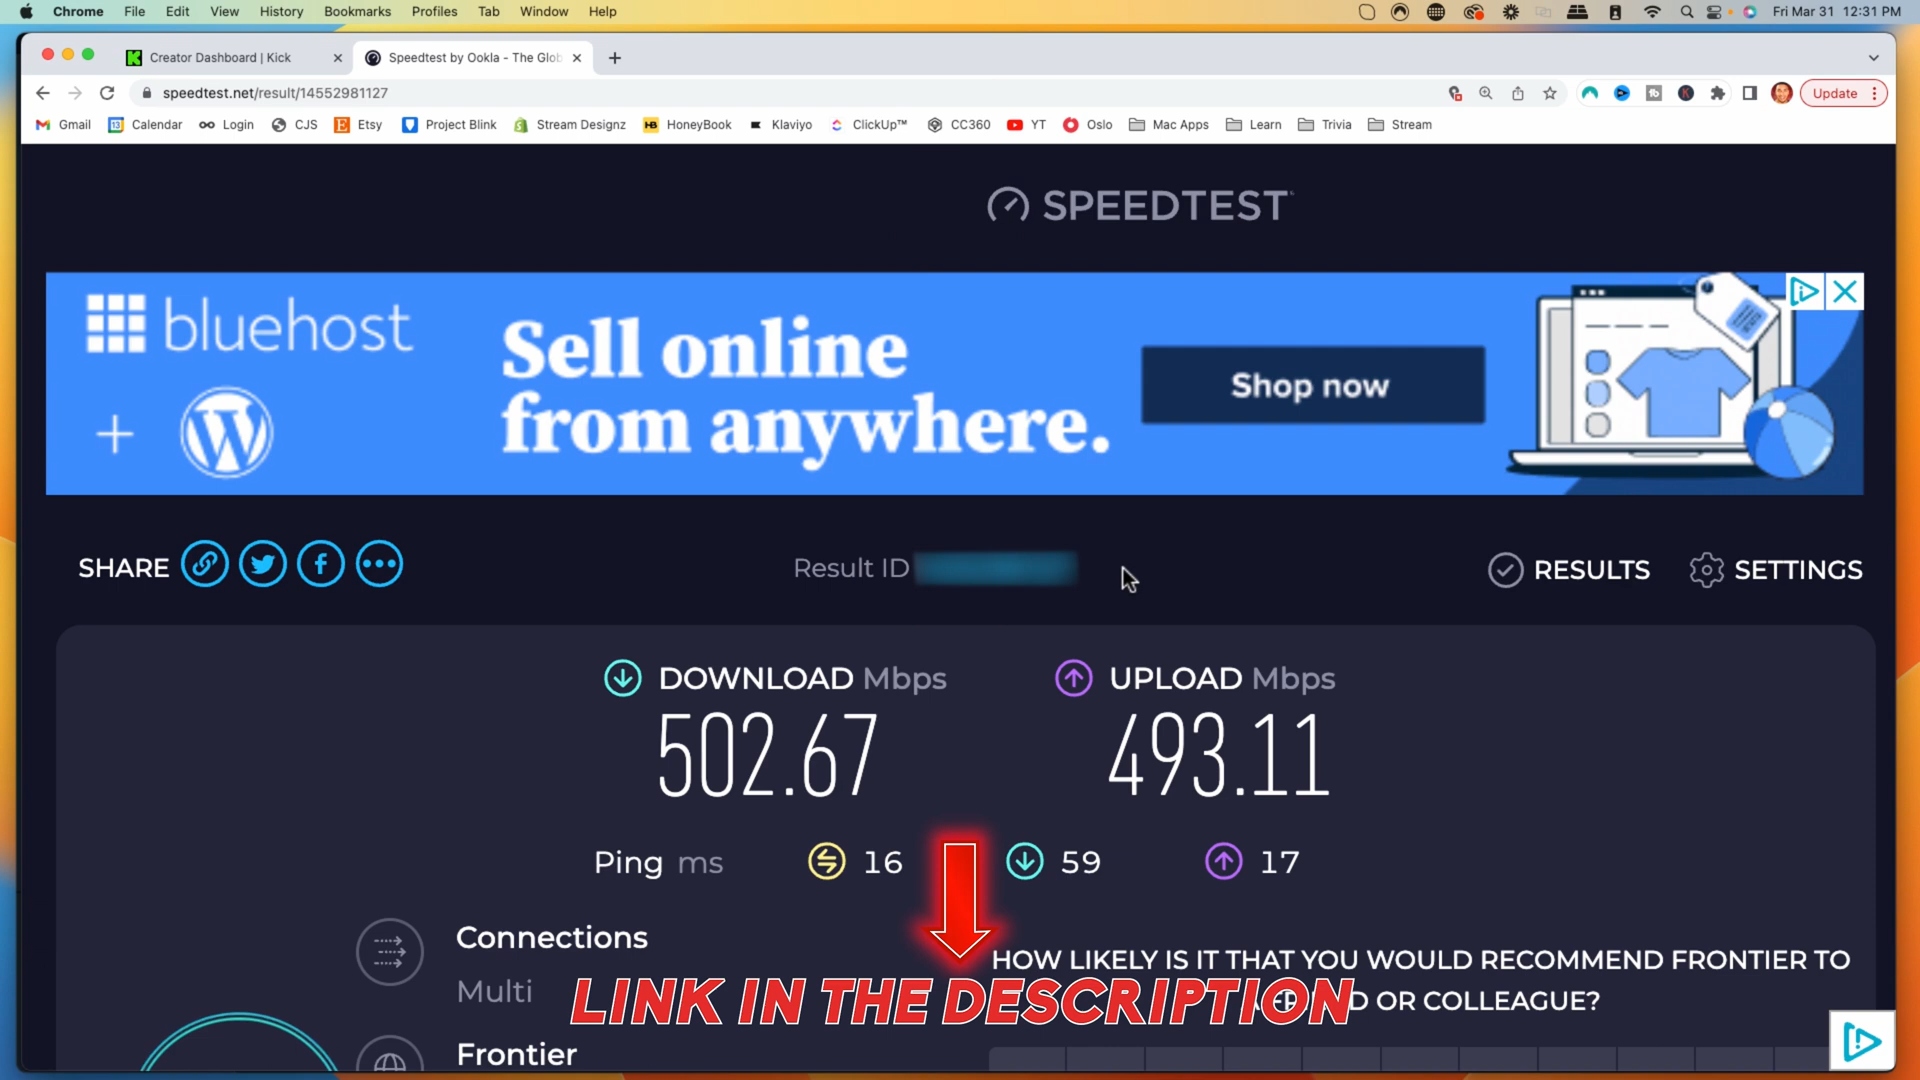 Chrome File Edit View History Bookmarks Profiles Tab Window Help Fri Mar 31 12:31 PM
Creator Dashboard | Kick Speedtest by Ookla - The Glob
speedtest.net/result/14552981127 Update
Gmail Calendar Login CJS Etsy Project Blink Stream Designz HoneyBook Klaviyo ClickUp™ CC360 YT Oslo Mac Apps Learn Trivia Stream
SPEEDTEST
bluehost
Sell online
from anywhere.
Shop now
SHARE Result ID RESULTS SETTINGS
DOWNLOAD Mbps UPLOAD Mbps
502.67 493.11
Ping ms 16 59 17
Connections
Multi
HOW LIKELY IS IT THAT YOU WOULD RECOMMEND FRONTIER TO
D OR COLLEAGUE?
LINK IN THE DESCRIPTION
Frontier